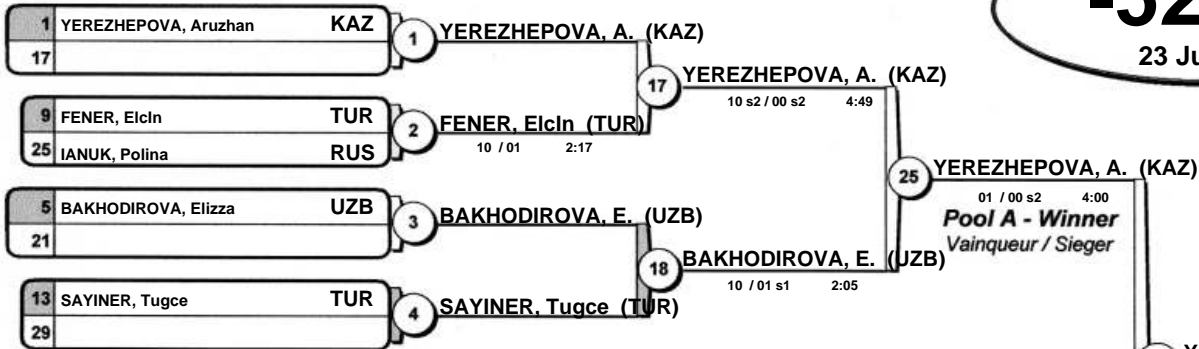 -52
23 Ju
1 YEREZHEPOVA, Aruzhan KAZ
17
1
YEREZHEPOVA, A. (KAZ)
17
YEREZHEPOVA, A. (KAZ)
10 s2 / 00 s2 4:49
9 FENER, Elcln TUR
25 IANUK, Polina RUS
2
FENER, Elcln (TUR)
10 / 01 2:17
25
YEREZHEPOVA, A. (KAZ)
01 / 00 s2 4:00
Pool A - Winner
Vainqueur / Sieger
5 BAKHODIROVA, Elizza UZB
21
3
BAKHODIROVA, E. (UZB)
18
BAKHODIROVA, E. (UZB)
10 / 01 s1 2:05
13 SAYINER, Tugce TUR
29
4
SAYINER, Tugce (TUR)